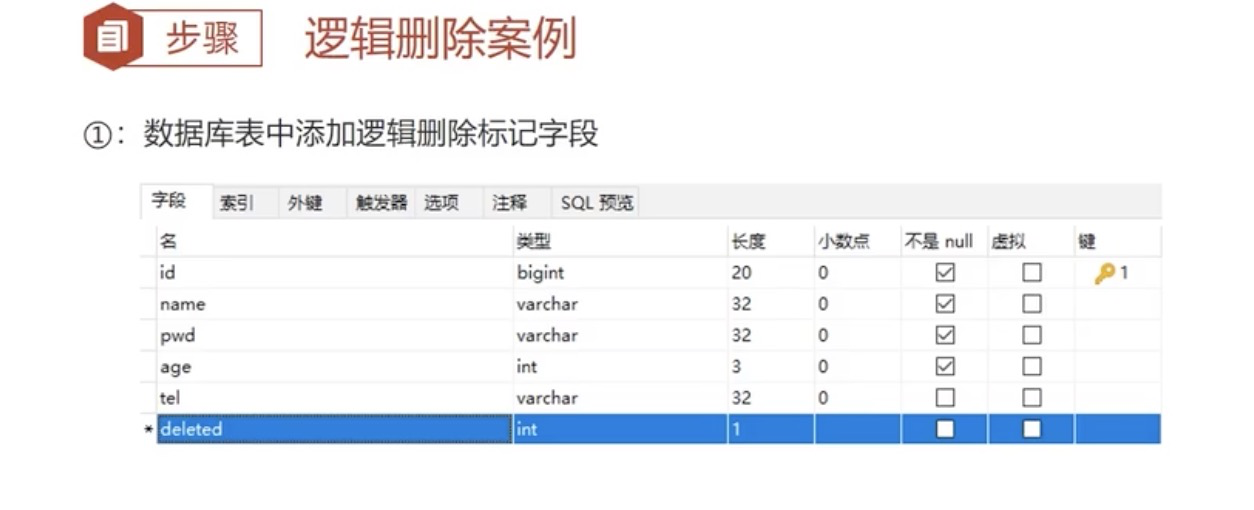 步骤 逻辑删除案例
①：数据库表中添加逻辑删除标记字段
字段 索引 外键 触发器 选项 注释 SQL 预览
名 类型 长度 小数点 不是 null 虚拟 键
id bigint 20 0 1
name varchar 32 0
pwd varchar 32 0
age int 3 0
tel varchar 32 0
* deleted int 1